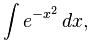 ∫ e^{-x^2} dx,